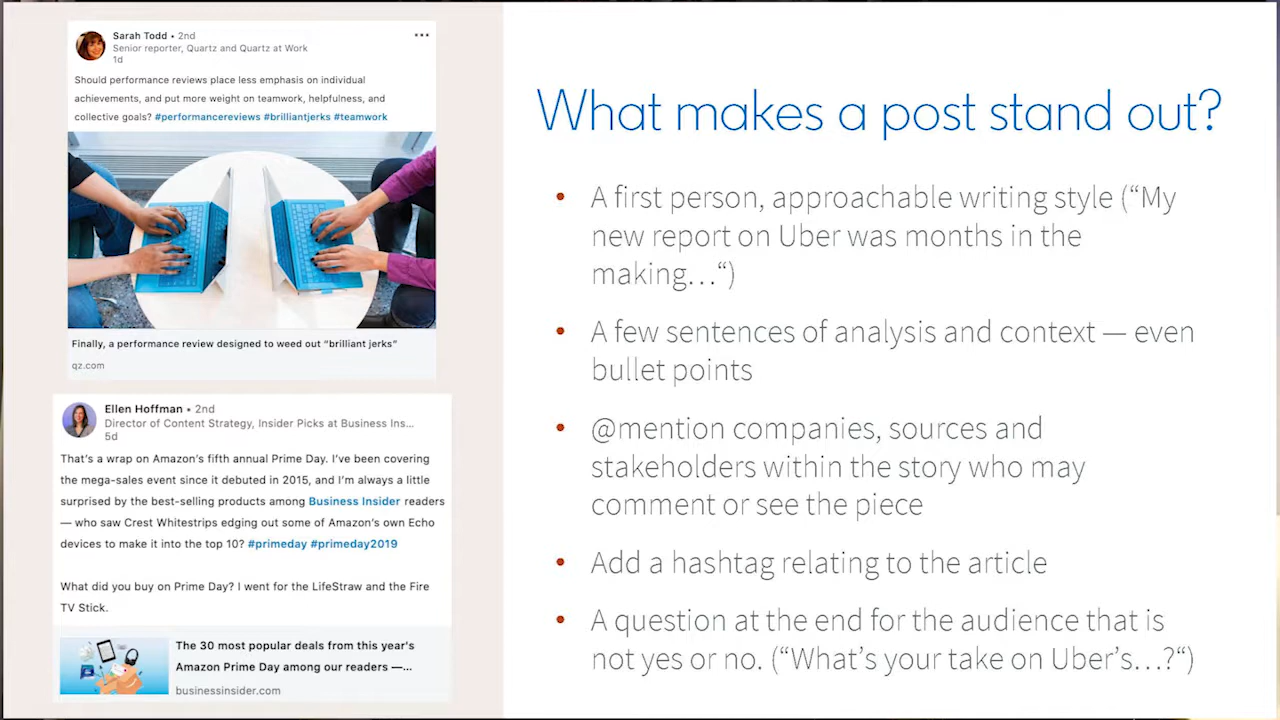 Sarah Todd • 2nd
Senior reporter, Quartz and Quartz at Work
1d
Should performance reviews place less emphasis on individual
achievements, and put more weight on teamwork, helpfulness, and
collective goals? #performancereviews #brilliantjerks #teamwork
Finally, a performance review designed to weed out “brilliant jerks”
qz.com
Ellen Hoffman • 2nd
Director of Content Strategy, Insider Picks at Business Ins...
5d
That’s a wrap on Amazon’s fifth annual Prime Day. I’ve been covering
the mega-sales event since it debuted in 2015, and I’m always a little
surprised by the best-selling products among Business Insider readers
— who saw Crest Whitestrips edging out some of Amazon’s own Echo
devices to make it into the top 10? #primeday #primeday2019
What did you buy on Prime Day? I went for the LifeStraw and the Fire
TV Stick.
The 30 most popular deals from this year's
Amazon Prime Day among our readers —...
businessinsider.com
What makes a post stand out?
• A first person, approachable writing style (“My
new report on Uber was months in the
making...“)
• A few sentences of analysis and context — even
bullet points
• @mention companies, sources and
stakeholders within the story who may
comment or see the piece
• Add a hashtag relating to the article
• A question at the end for the audience that is
not yes or no. (“What’s your take on Uber’s...?“)